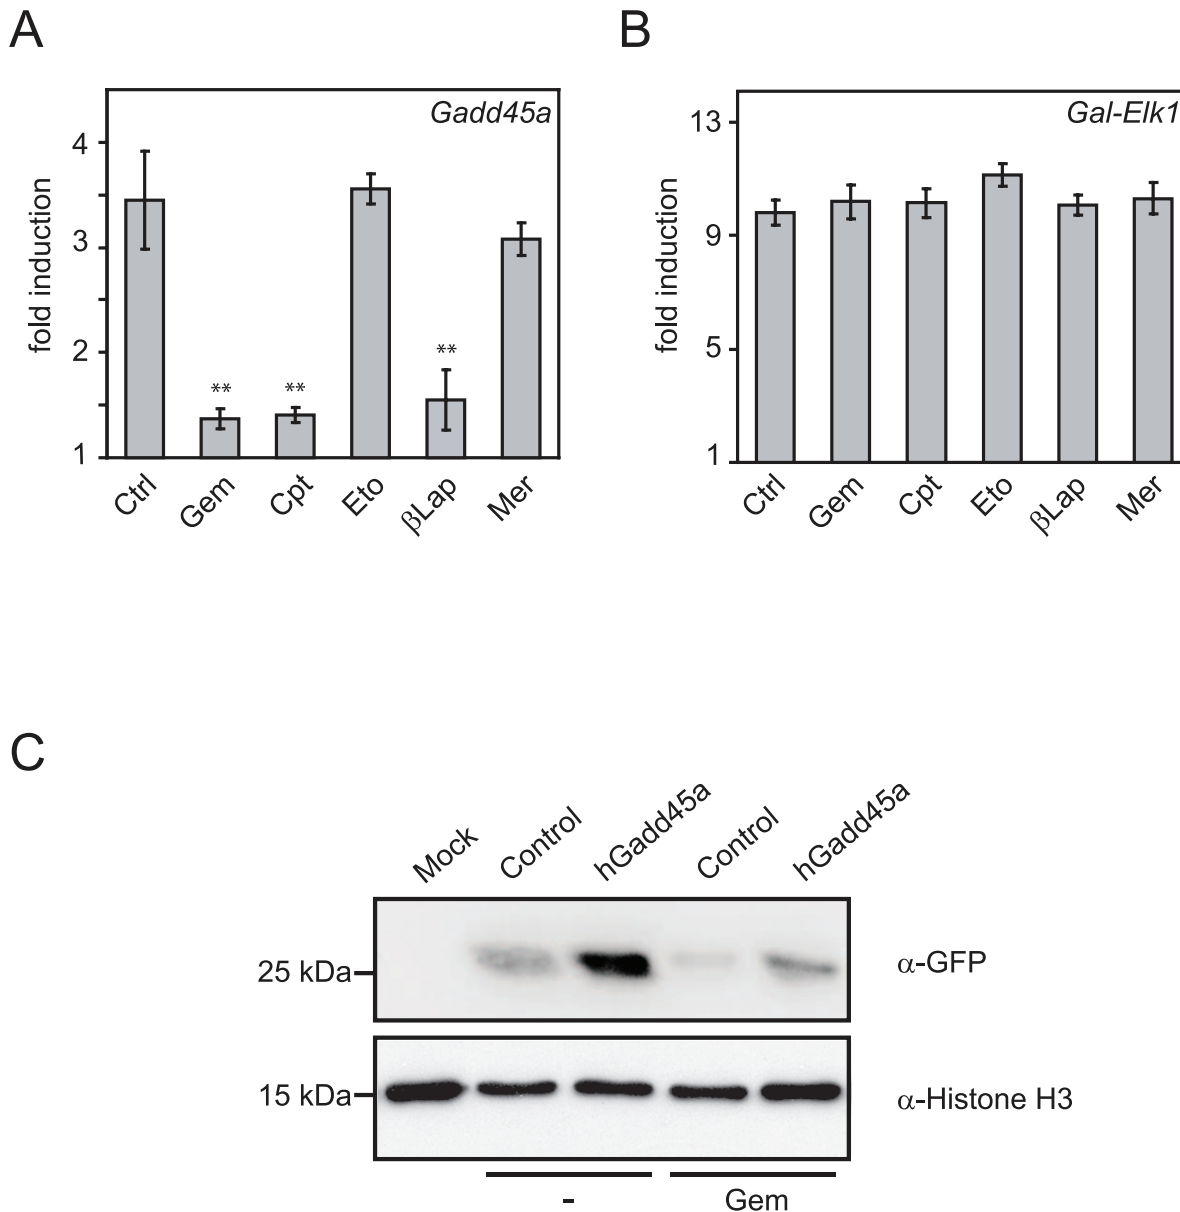 A
B
Gadd45a
Gal-Elk1
fold induction
4
3
2
1
**
**
**
Ctrl
Gem
Cpt
Eto
βLap
Mer
fold induction
13
9
5
1
Ctrl
Gem
Cpt
Eto
βLap
Mer
C
Mock
Control
hGadd45a
Control
hGadd45a
25 kDa
α-GFP
15 kDa
α-Histone H3
-
Gem